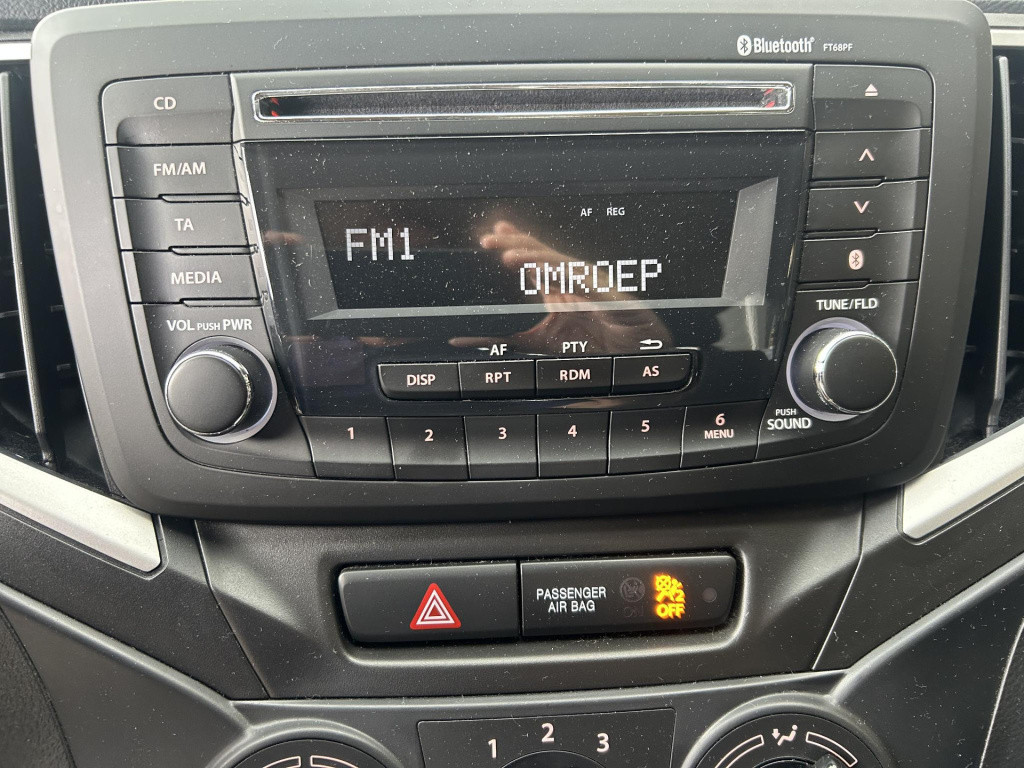 Bluetooth® FT68PF
CD
FM/AM
TA
MEDIA
AF REG
FM1
OMROEP
VOL PUSH PWR
TUNE/FLD
AF
PTY
DISP
RPT
RDM
AS
1
2
3
4
5
6
MENU
PUSH
SOUND
PASSENGER
AIR BAG
2
OFF
1
2
3